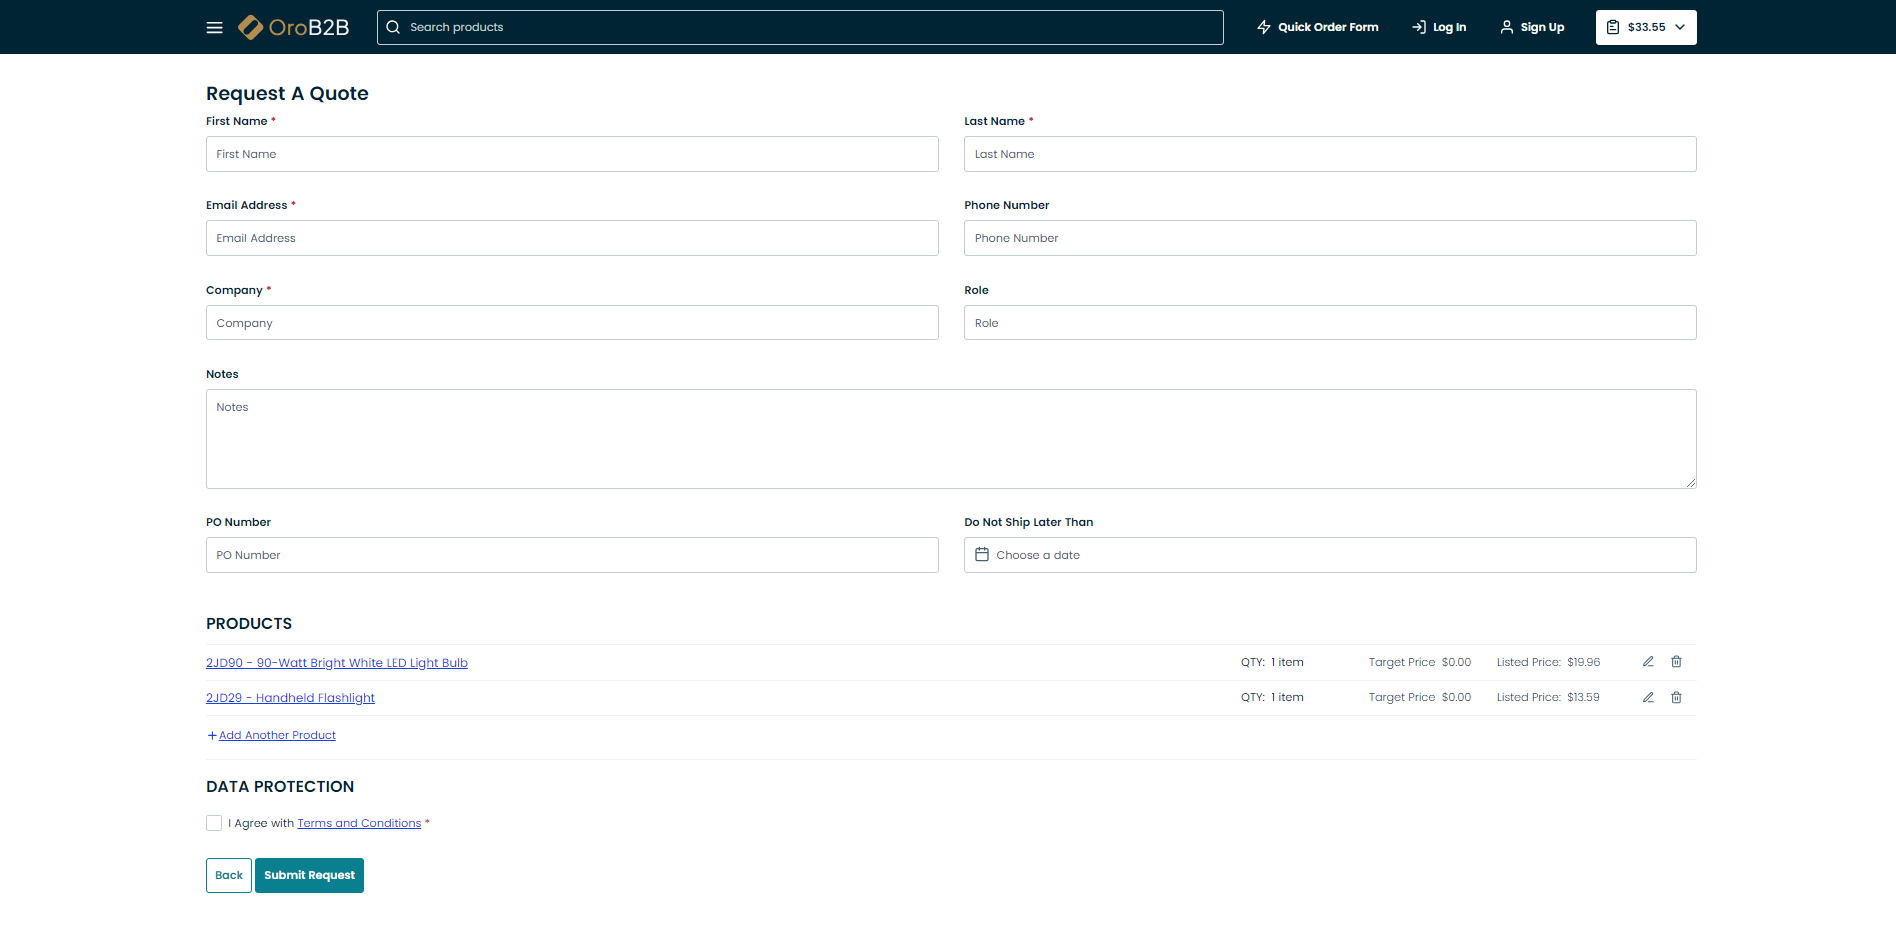 OroB2B
Search products
Quick Order Form
Log In
Sign Up
$33.55
Request A Quote
First Name *
Last Name *
First Name
Last Name
Email Address *
Phone Number
Email Address
Phone Number
Company *
Role
Company
Role
Notes
Notes
PO Number
Do Not Ship Later Than
PO Number
Choose a date
PRODUCTS
2JD90 - 90-Watt Bright White LED Light Bulb QTY: 1 item Target Price $0.00 Listed Price: $19.96
2JD29 - Handheld Flashlight QTY: 1 item Target Price $0.00 Listed Price: $13.59
+Add Another Product
DATA PROTECTION
I Agree with Terms and Conditions *
Back
Submit Request